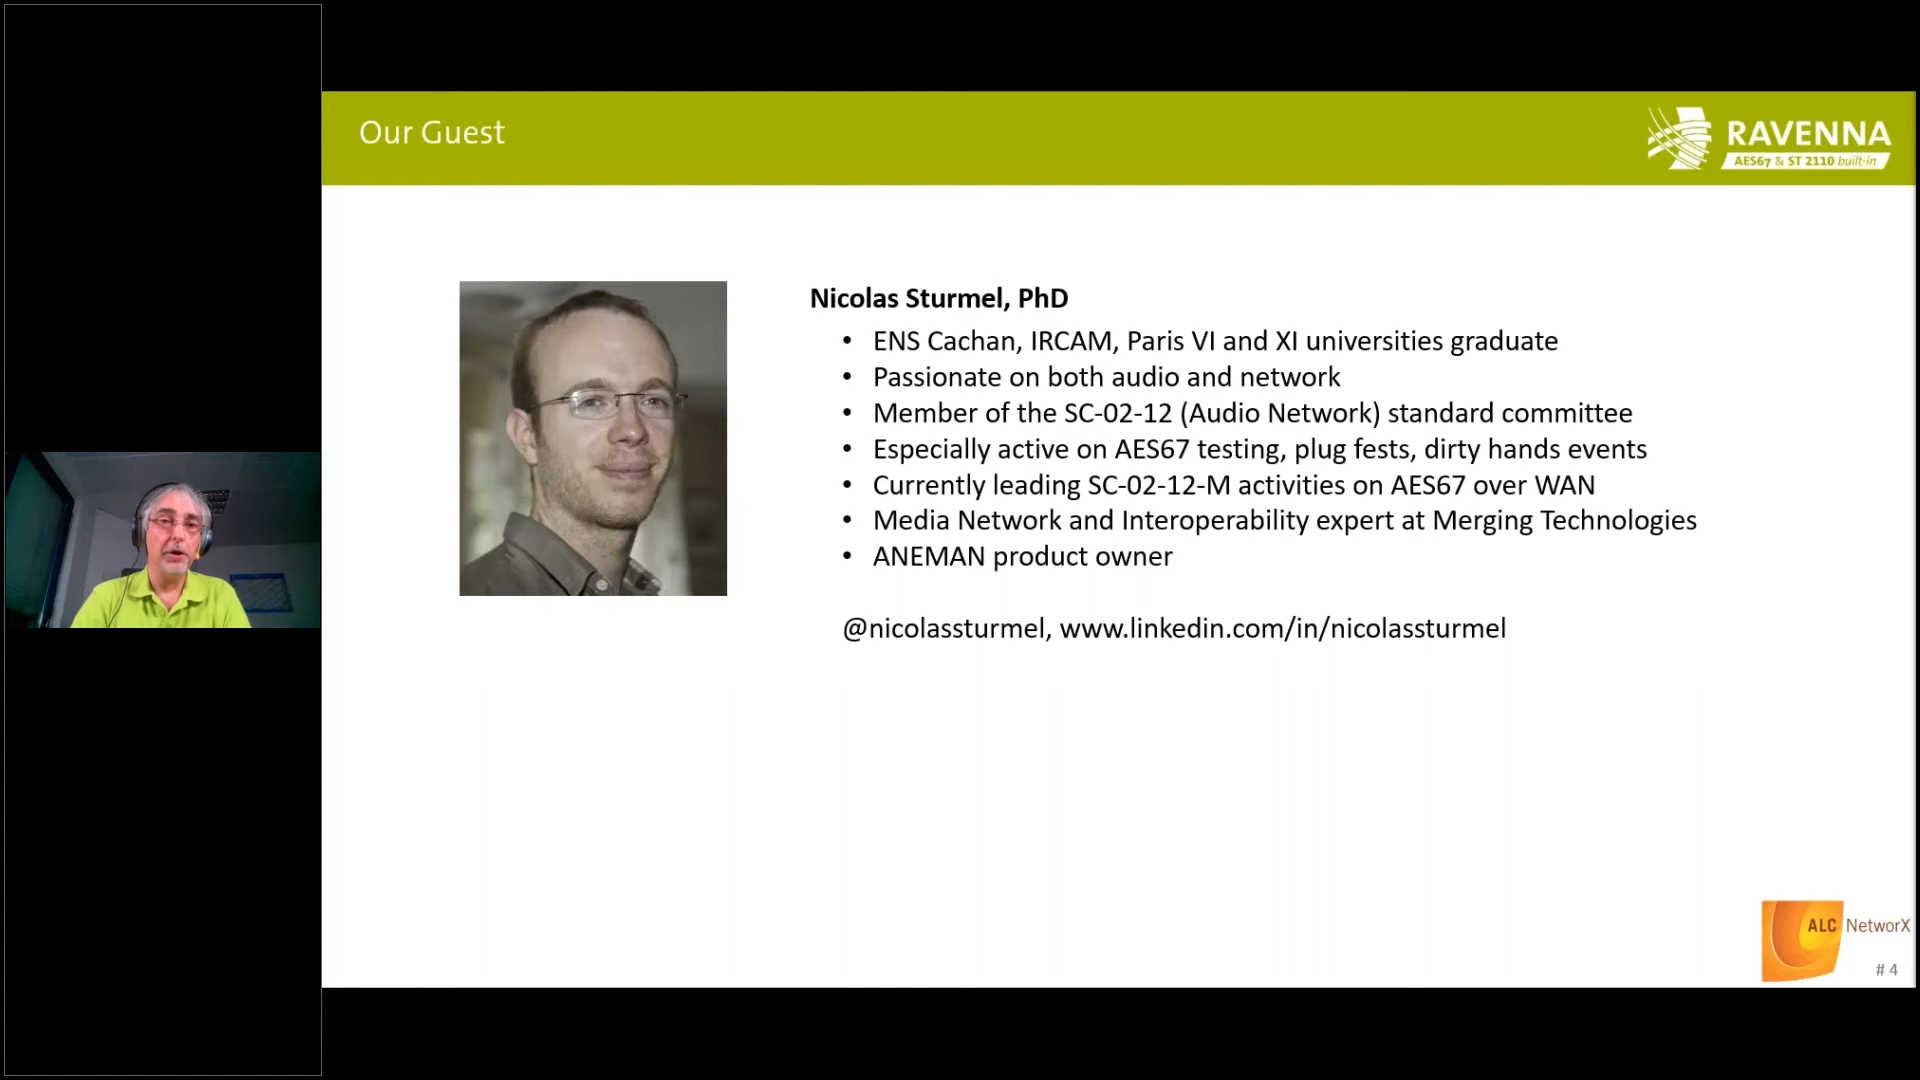 Our Guest
RAVENNA
AES67 & ST 2110 built-in
Nicolas Sturmel, PhD
• ENS Cachan, IRCAM, Paris VI and XI universities graduate
• Passionate on both audio and network
• Member of the SC-02-12 (Audio Network) standard committee
• Especially active on AES67 testing, plug fests, dirty hands events
• Currently leading SC-02-12-M activities on AES67 over WAN
• Media Network and Interoperability expert at Merging Technologies
• ANEMAN product owner
@nicolassturmel, www.linkedin.com/in/nicolassturmel
ALC NetworX
# 4